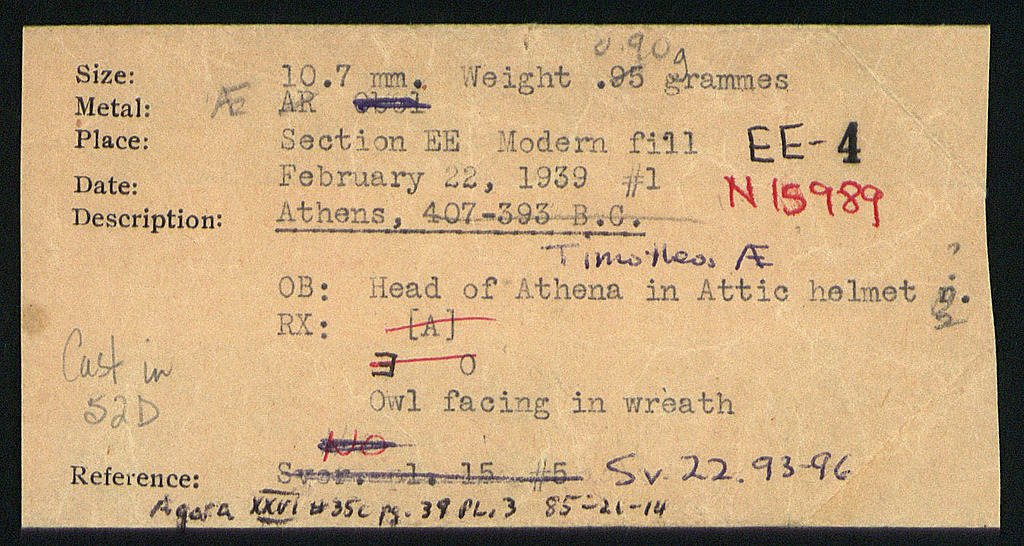 0.90g
Size: 10.7 mm. Weight .95 grammes
Metal: Æ AR Obol
Place: Section EE Modern fill EE-4
Date: February 22, 1939 #1 N 15989
Description: Athens, 407-393 B.C.
Timotheos Æ
OB: Head of Athena in Attic helmet r. ?
RX: [A]
Ǝ O
Owl facing in wreath
Cast in
52D
No
Reference: Svor. pl. 15 #5 Sv. 22. 93-96
Agora XXVI #35c pg. 39 PL. 3 85-21-14